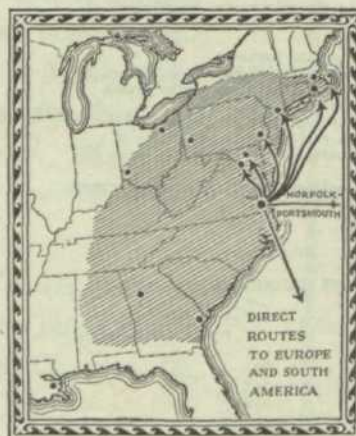 NORFOLK-
PORTSMOUTH
DIRECT
ROUTES
TO EUROPE
AND SOUTH
AMERICA